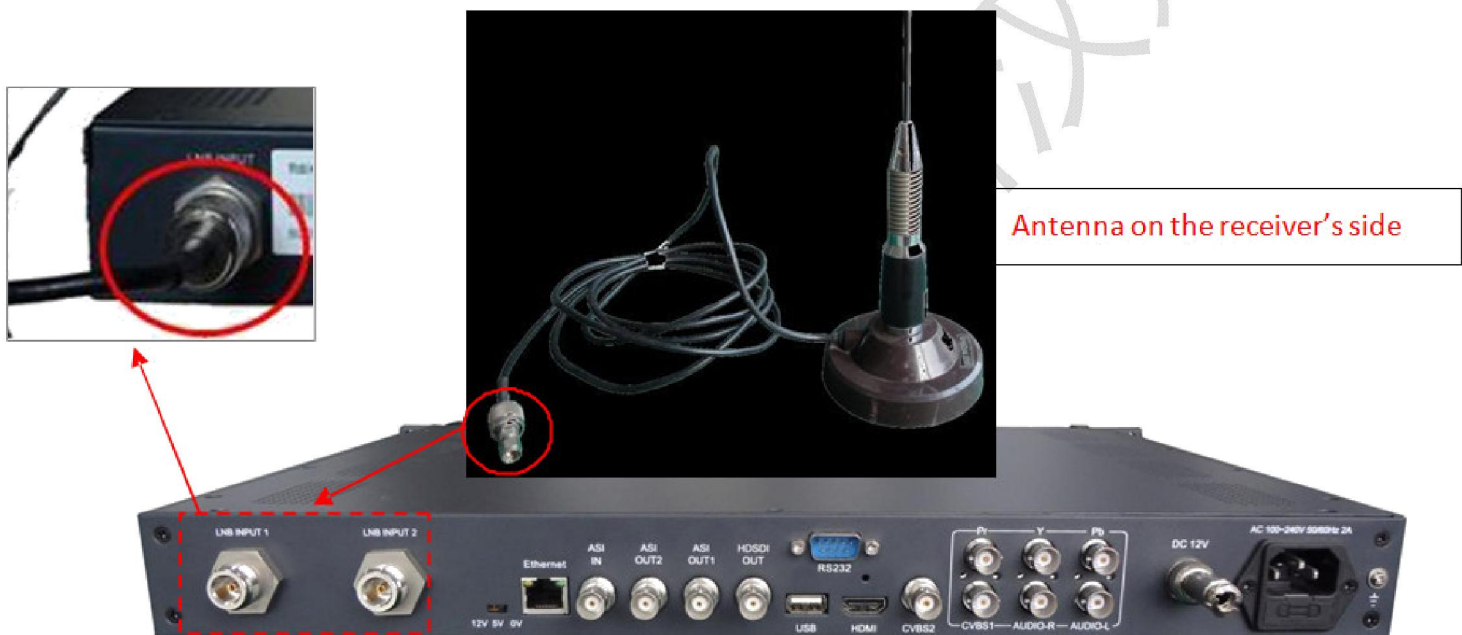 LNB INPUT
Antenna on the receiver's side
LNB INPUT 1
LNB INPUT 2
12V 5V 0V
Ethernet
ASI
IN
ASI
OUT2
ASI
OUT1
HDSDI
OUT
RS232
USB
HDMI
CVBS2
Pr
Y
Pb
CVBS1
AUDIO-R
AUDIO-L
DC 12V
AC 100~240V 50/60Hz 2A